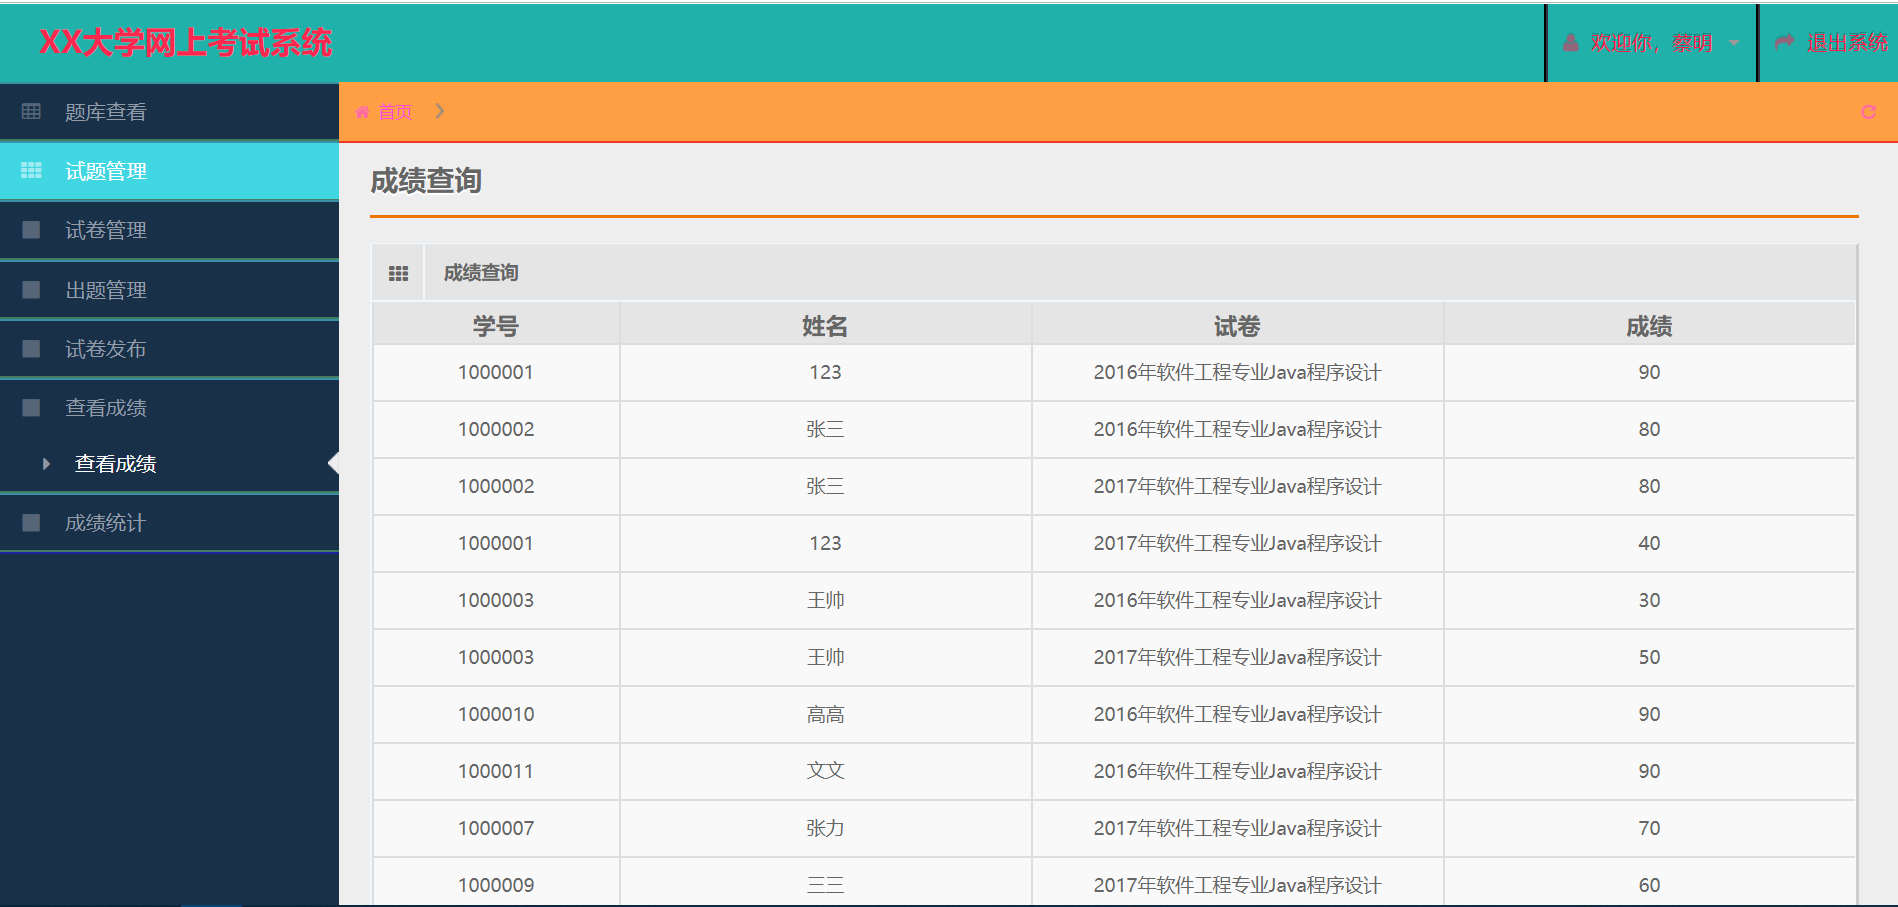 XX大学网上考试系统
欢迎你，蔡明
退出系统
题库查看
试题管理
试卷管理
出题管理
试卷发布
查看成绩
查看成绩
成绩统计
首页
成绩查询
成绩查询
学号 姓名 试卷 成绩
1000001 123 2016年软件工程专业Java程序设计 90
1000002 张三 2016年软件工程专业Java程序设计 80
1000002 张三 2017年软件工程专业Java程序设计 80
1000001 123 2017年软件工程专业Java程序设计 40
1000003 王帅 2016年软件工程专业Java程序设计 30
1000003 王帅 2017年软件工程专业Java程序设计 50
1000010 高高 2016年软件工程专业Java程序设计 90
1000011 文文 2016年软件工程专业Java程序设计 90
1000007 张力 2017年软件工程专业Java程序设计 70
1000009 三三 2017年软件工程专业Java程序设计 60